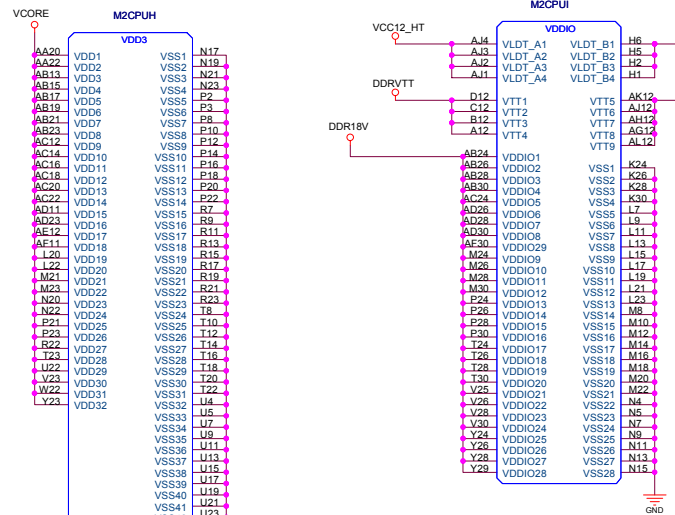 VCORE
M2CPUH
VDD3
AA20 VDD1 VSS1 N17
AA22 VDD2 VSS2 N19
AB13 VDD3 VSS3 N21
AB15 VDD4 VSS4 N23
AB17 VDD5 VSS5 P2
AB19 VDD6 VSS6 P3
AB21 VDD7 VSS7 P8
AB23 VDD8 VSS8 P10
AC12 VDD9 VSS9 P12
AC14 VDD10 VSS10 P14
AC16 VDD11 VSS11 P16
AC18 VDD12 VSS12 P18
AC20 VDD13 VSS13 P20
AC22 VDD14 VSS14 P22
AD11 VDD15 VSS15 R7
AD23 VDD16 VSS16 R9
AE12 VDD17 VSS17 R11
AF11 VDD18 VSS18 R13
L20 VDD19 VSS19 R15
L22 VDD20 VSS20 R17
M21 VDD21 VSS21 R19
M23 VDD22 VSS22 R21
N20 VDD23 VSS23 R23
N22 VDD24 VSS24 T8
P21 VDD25 VSS25 T10
P23 VDD26 VSS26 T12
R22 VDD27 VSS27 T14
T23 VDD28 VSS28 T16
U22 VDD29 VSS29 T18
V23 VDD30 VSS30 T20
W22 VDD31 VSS31 T22
Y23 VDD32 VSS32 U4
VSS33 U5
VSS34 U7
VSS35 U9
VSS36 U11
VSS37 U13
VSS38 U15
VSS39 U17
VSS40 U19
VSS41 U21
U23
M2CPUI
VDDIO
VCC12_HT
AJ4 VLDT_A1 VLDT_B1 H6
AJ3 VLDT_A2 VLDT_B2 H5
AJ2 VLDT_A3 VLDT_B3 H2
AJ1 VLDT_A4 VLDT_B4 H1
DDRVTT
D12 VTT1 VTT5 AK12
C12 VTT2 VTT6 AJ12
B12 VTT3 VTT7 AH12
A12 VTT4 VTT8 AG12
VTT9 AL12
DDR18V
AB24 VDDIO1
AB26 VDDIO2 VSS1 K24
AB28 VDDIO3 VSS2 K26
AB30 VDDIO4 VSS3 K28
AC24 VDDIO5 VSS4 K30
AD26 VDDIO6 VSS5 L7
AD28 VDDIO7 VSS6 L9
AD30 VDDIO8 VSS7 L11
AF30 VDDIO29 VSS8 L13
M24 VDDIO9 VSS9 L15
M26 VDDIO10 VSS10 L17
M28 VDDIO11 VSS11 L19
M30 VDDIO12 VSS12 L21
P24 VDDIO13 VSS13 L23
P26 VDDIO14 VSS14 M8
P28 VDDIO15 VSS15 M10
P30 VDDIO16 VSS16 M12
T24 VDDIO17 VSS17 M14
T26 VDDIO18 VSS18 M16
T28 VDDIO19 VSS19 M18
T30 VDDIO20 VSS20 M20
V25 VDDIO21 VSS21 M22
V26 VDDIO22 VSS22 N4
V28 VDDIO23 VSS23 N5
V30 VDDIO24 VSS24 N7
Y24 VDDIO25 VSS25 N9
Y26 VDDIO26 VSS26 N11
Y28 VDDIO27 VSS27 N13
Y29 VDDIO28 VSS28 N15
GND